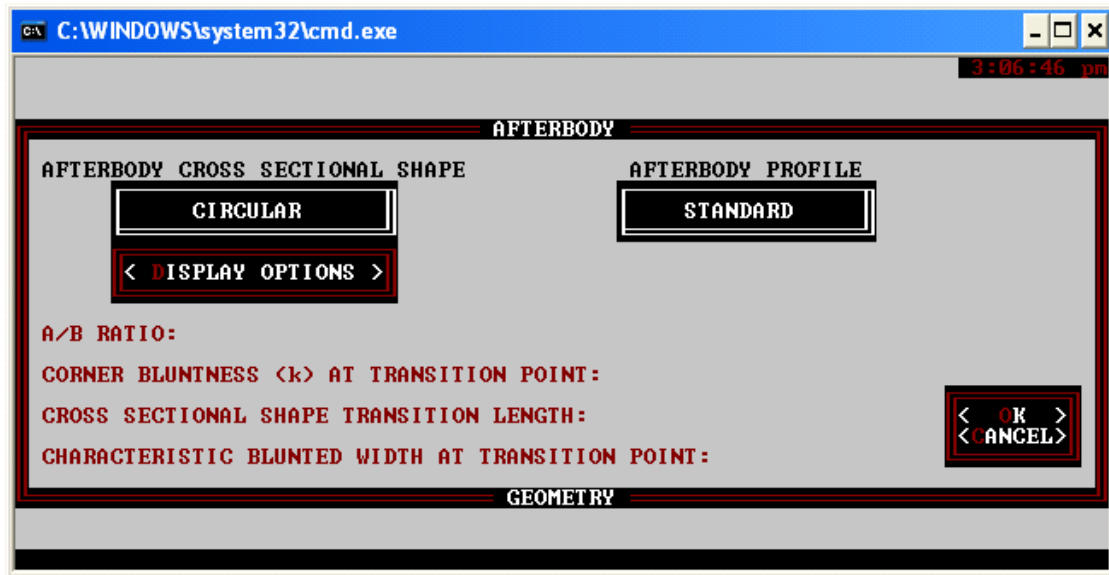 C:\WINDOWS\system32\cmd.exe
3:06:46 pm
AFTERBODY
AFTERBODY CROSS SECTIONAL SHAPE AFTERBODY PROFILE
CIRCULAR STANDARD
< DISPLAY OPTIONS >
A/B RATIO:
CORNER BLUNTNESS (k) AT TRANSITION POINT:
CROSS SECTIONAL SHAPE TRANSITION LENGTH:
< OK >
<CANCEL>
CHARACTERISTIC BLUNTED WIDTH AT TRANSITION POINT:
GEOMETRY